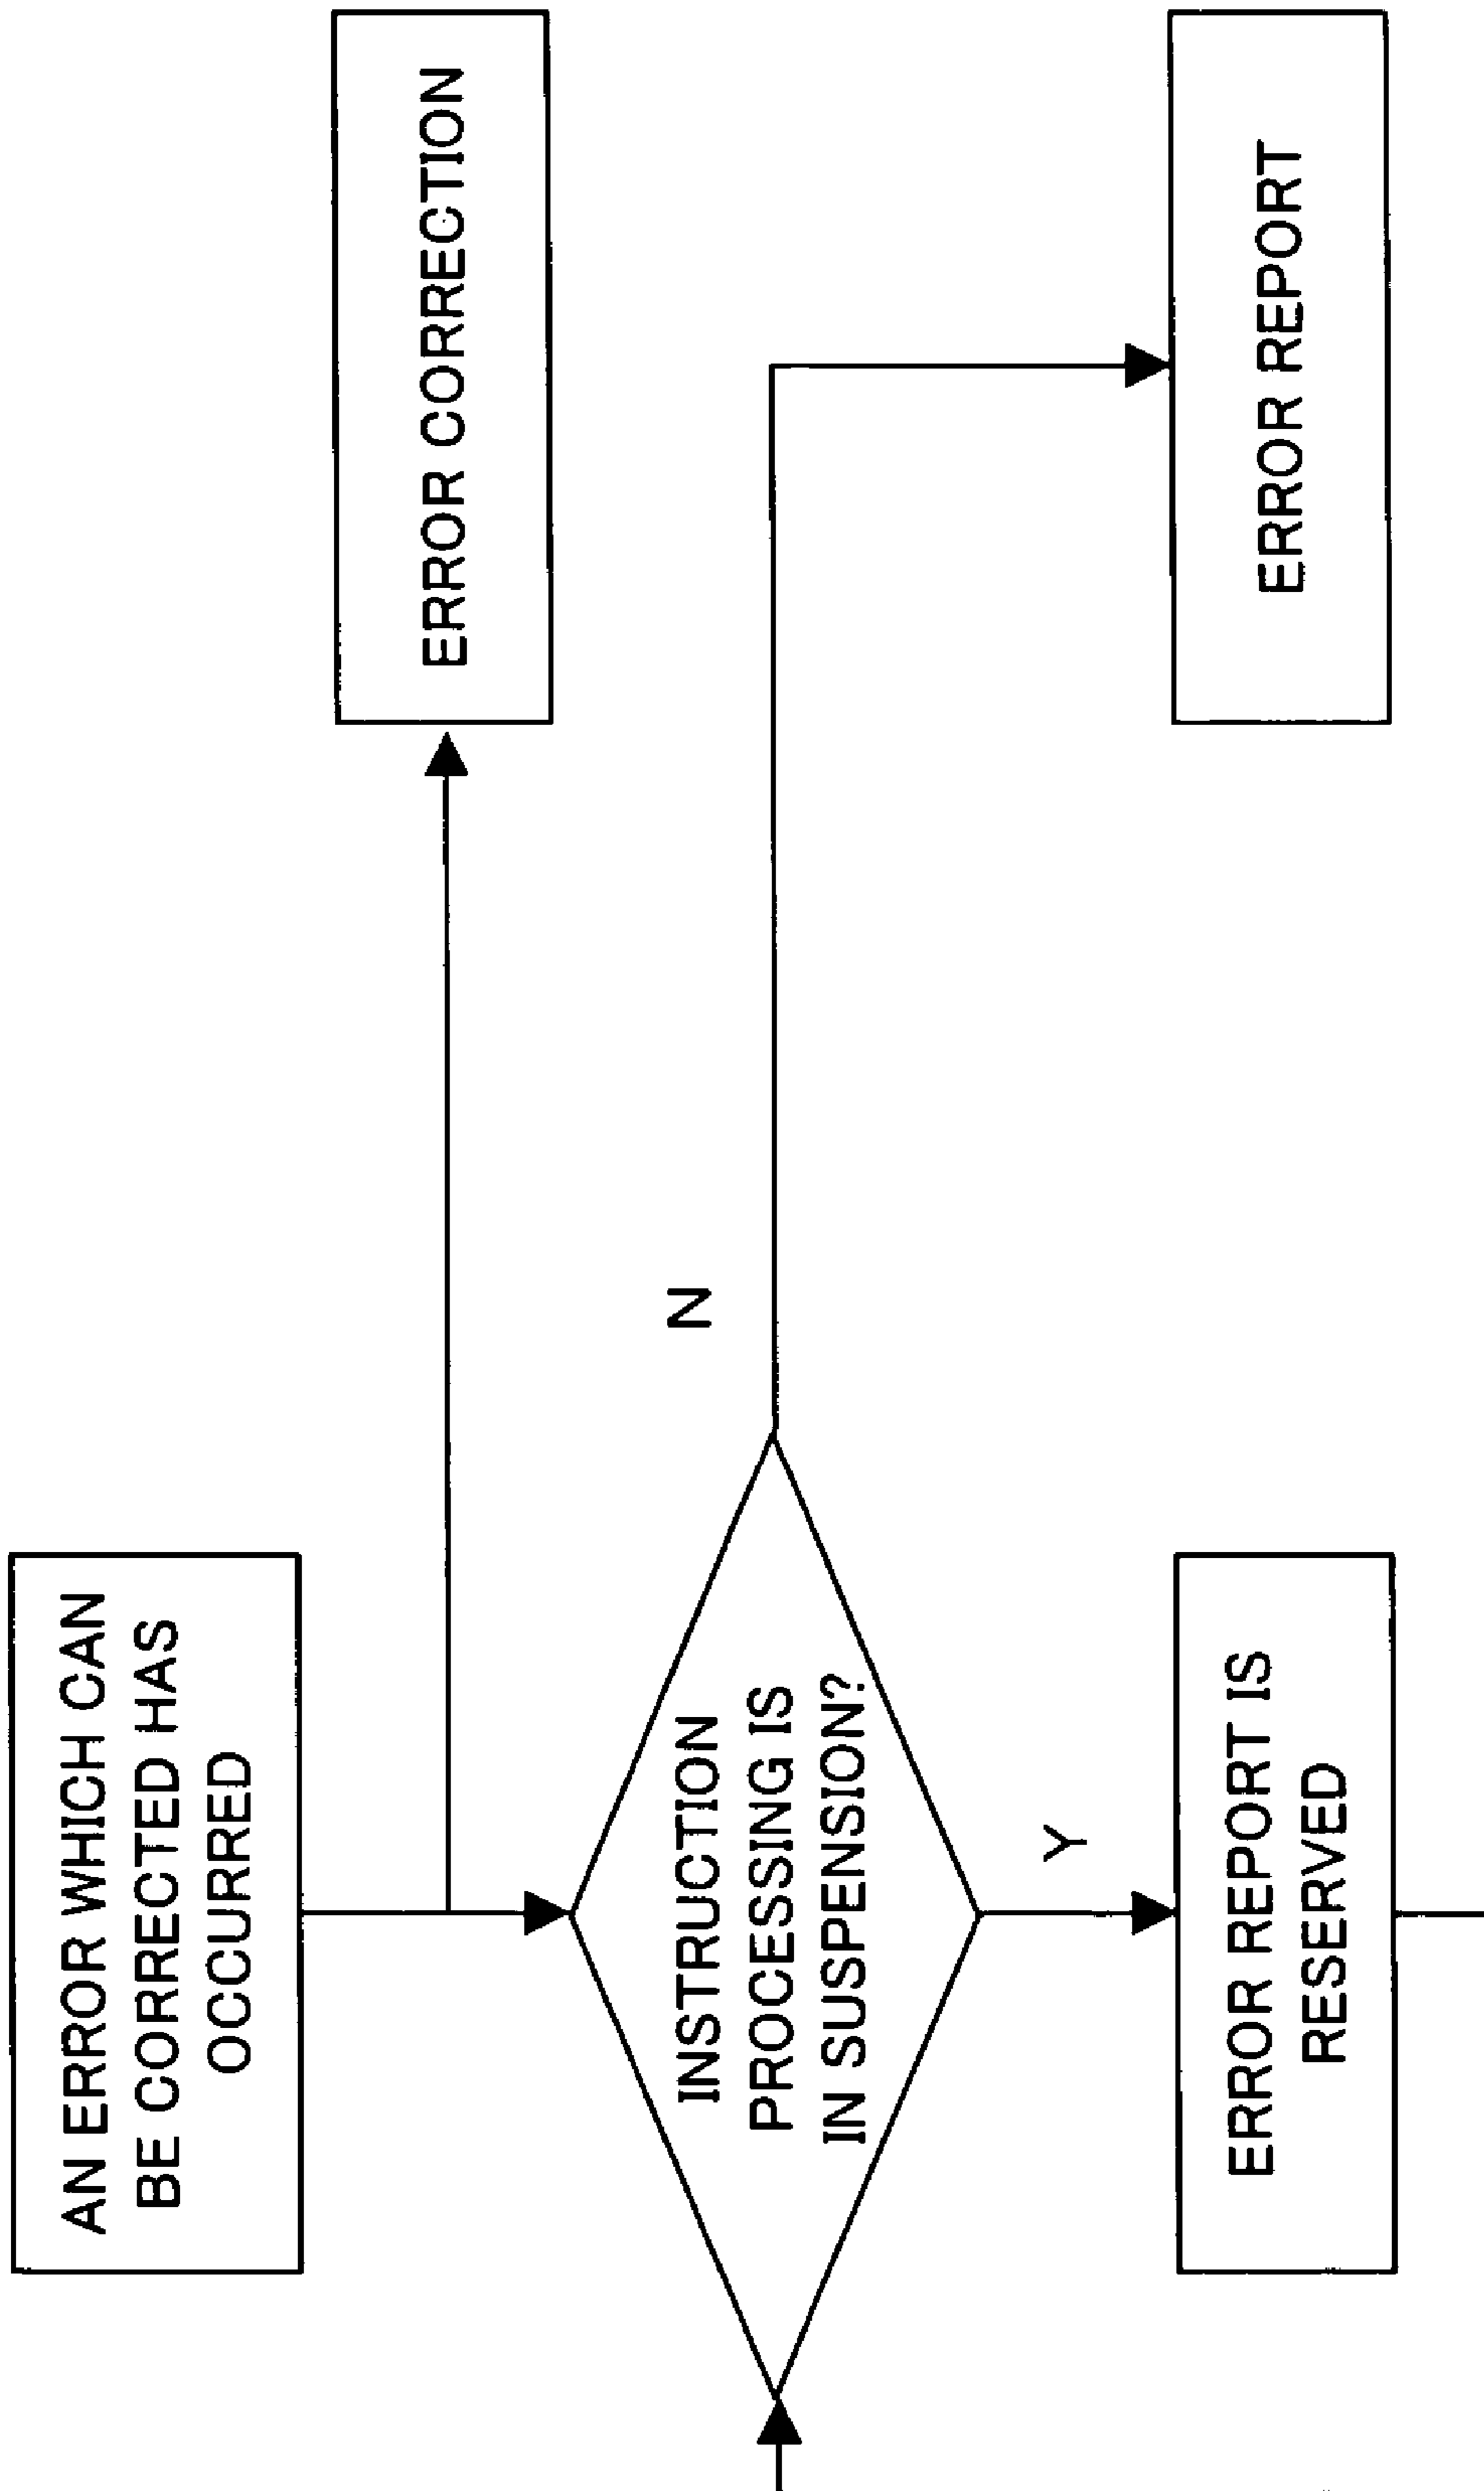 AN ERROR WHICH CAN
BE CORRECTED HAS
OCCURRED
ERROR CORRECTION
INSTRUCTION
PROCESSING IS
IN SUSPENSION?
N
Y
ERROR REPORT IS
RESERVED
ERROR REPORT